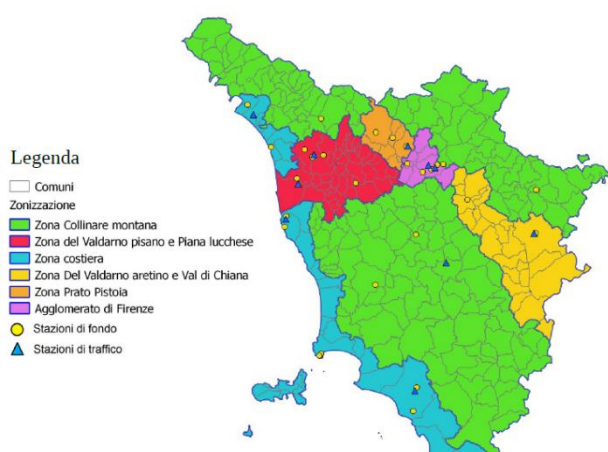 Legenda
Comuni
Zonizzazione
Zona Collinare montana
Zona del Valdarno pisano e Piana lucchese
Zona costiera
Zona Del Valdarno aretino e Val di Chiana
Zona Prato Pistoia
Agglomerato di Firenze
Stazioni di fondo
Stazioni di traffico